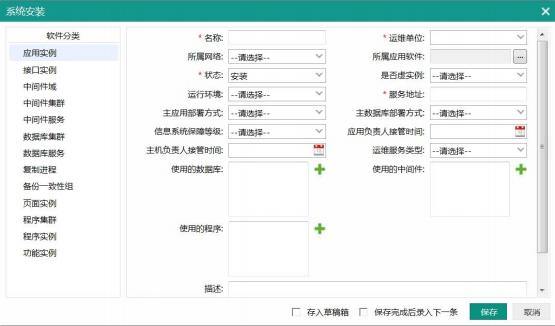 系统安装
软件分类
应用实例
接口实例
中间件域
中间件集群
中间件服务
数据库集群
数据库服务
复制进程
备份一致性组
页面实例
程序集群
程序实例
功能实例
* 名称:
* 运维单位:
所属网络: --请选择--
所属应用软件: ...
* 状态: 安装
是否虚实例: --请选择--
运行环境: --请选择--
* 服务地址:
主应用部署方式: --请选择--
主数据库部署方式: --请选择--
信息系统保障等级: --请选择--
应用负责人接管时间:
主机负责人接管时间:
运维服务类型: --请选择--
使用的数据库:
使用的中间件:
使用的程序:
描述:
存入草稿箱 保存完成后录入下一条 保存 取消